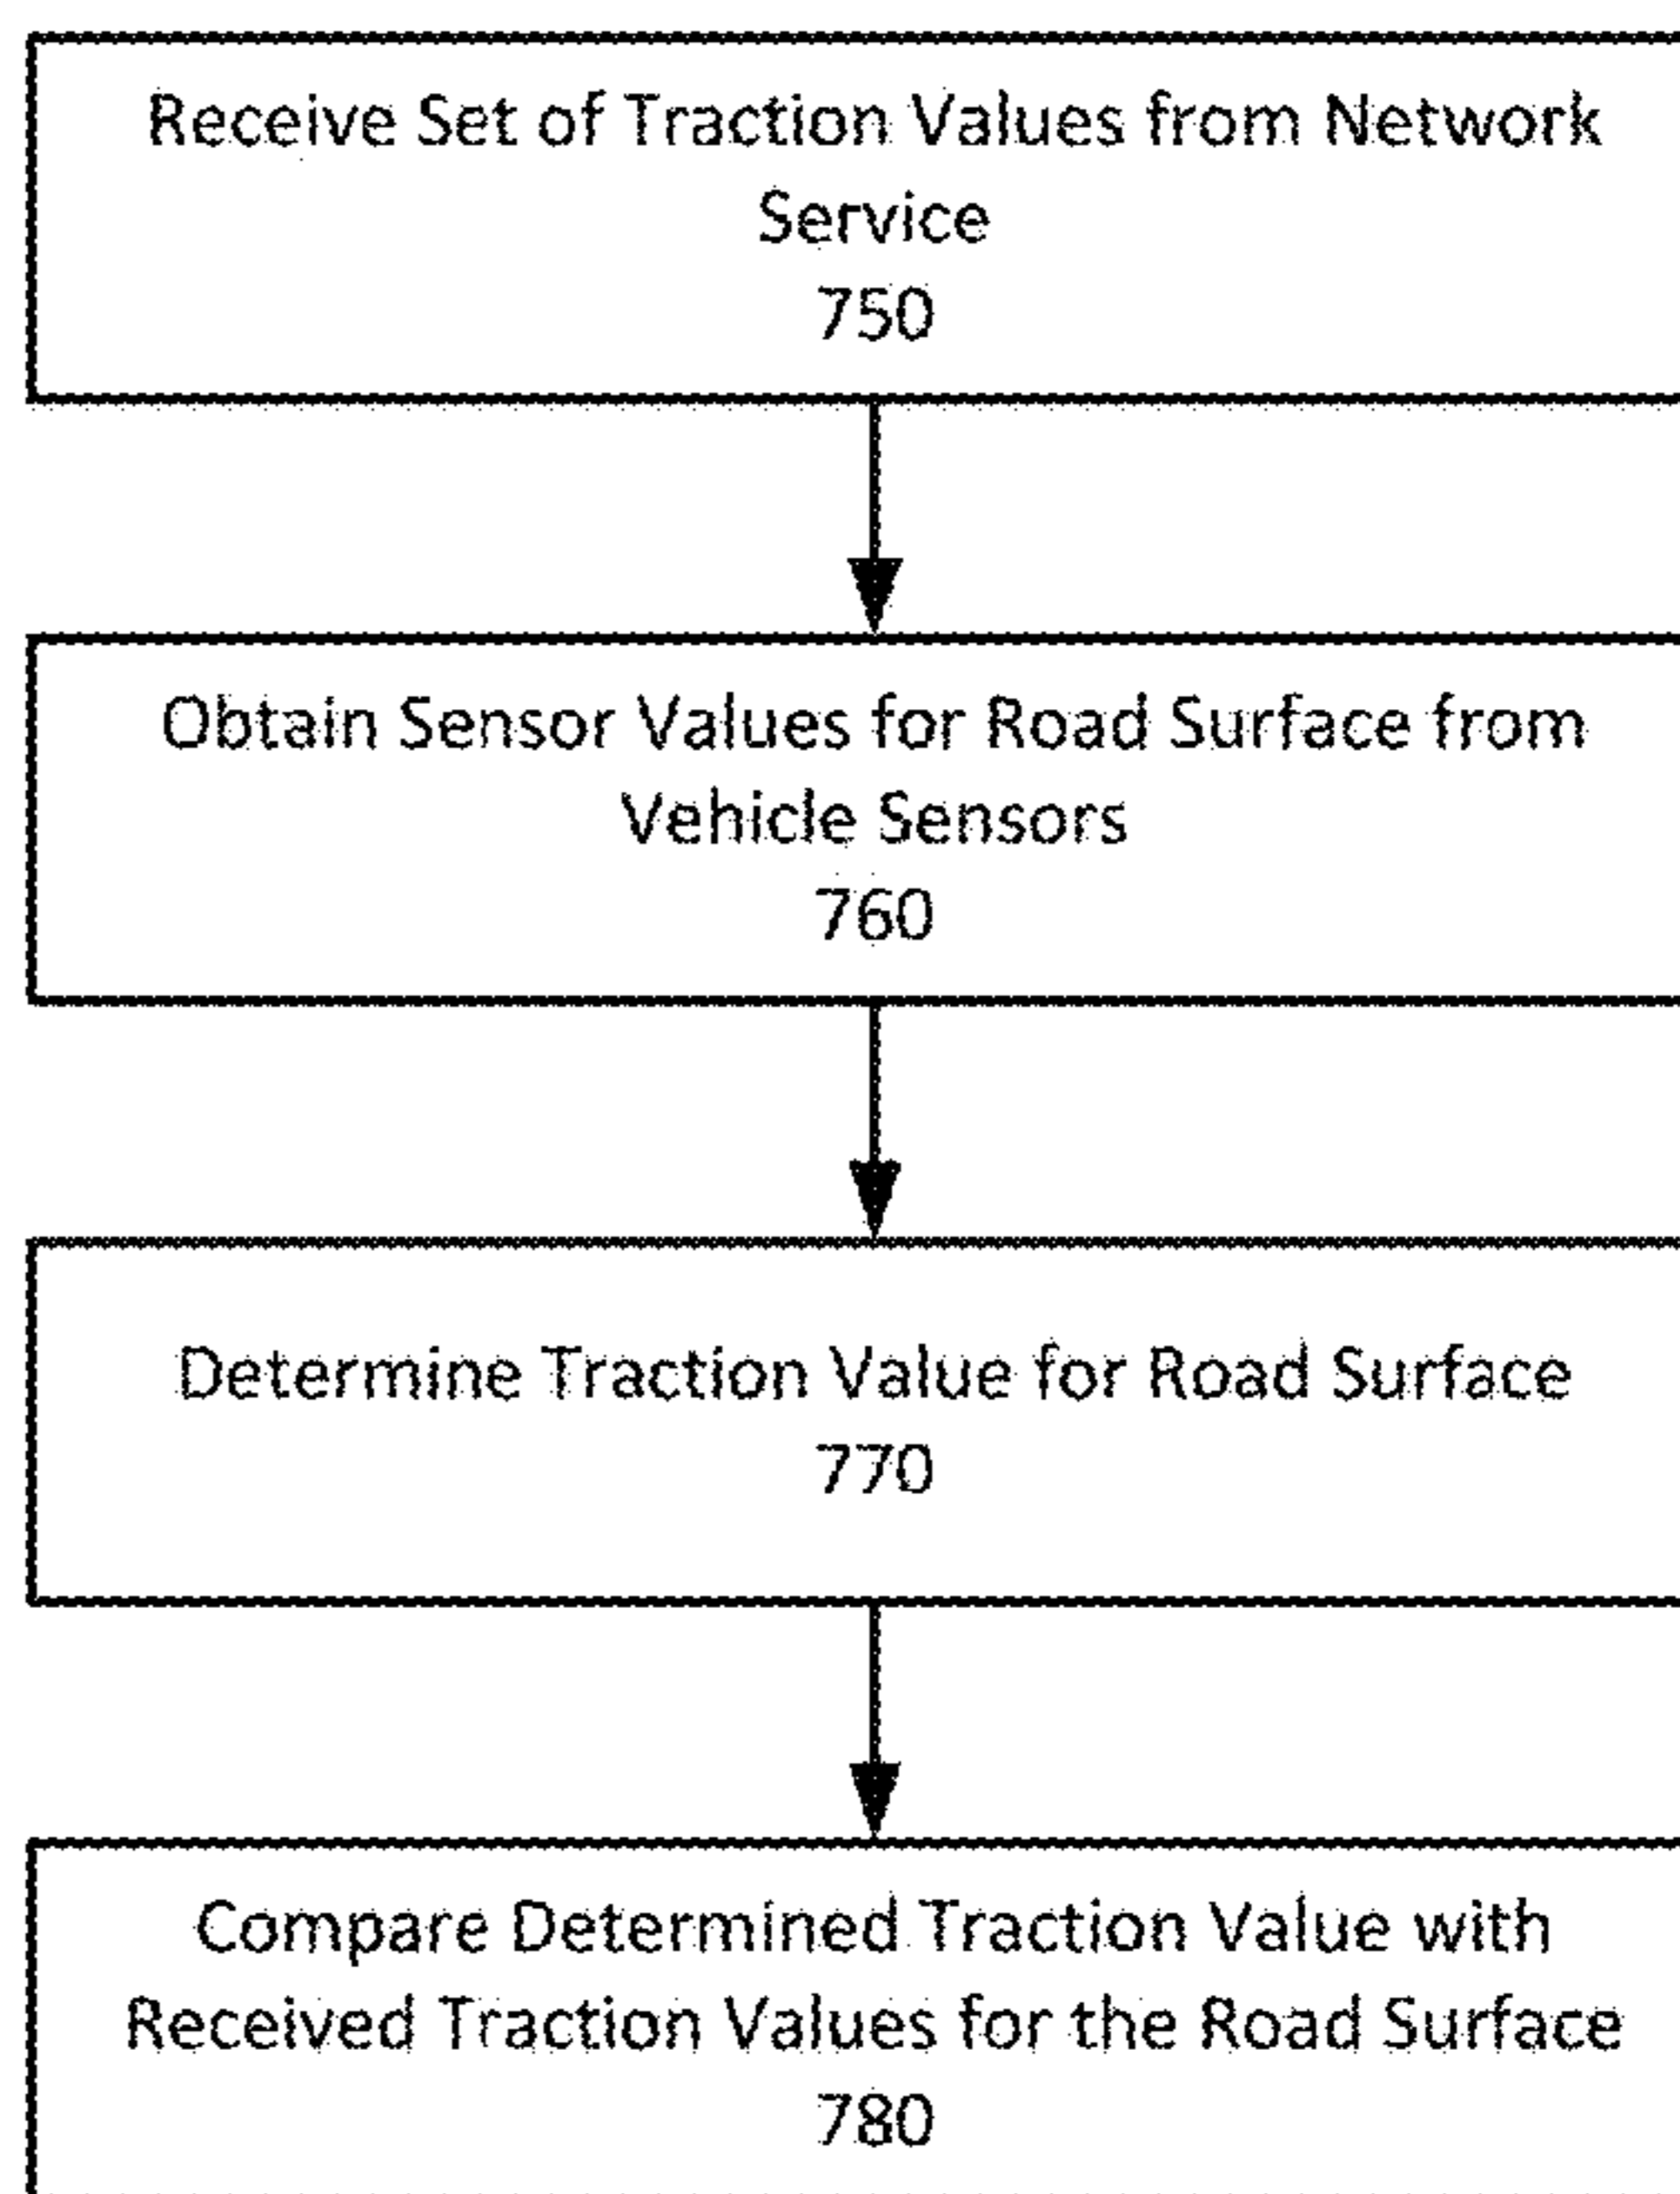 Receive Set of Traction Values from Network
Service
750
Obtain Sensor Values for Road Surface from
Vehicle Sensors
760
Determine Traction Value for Road Surface
770
Compare Determined Traction Value with
Received Traction Values for the Road Surface
780